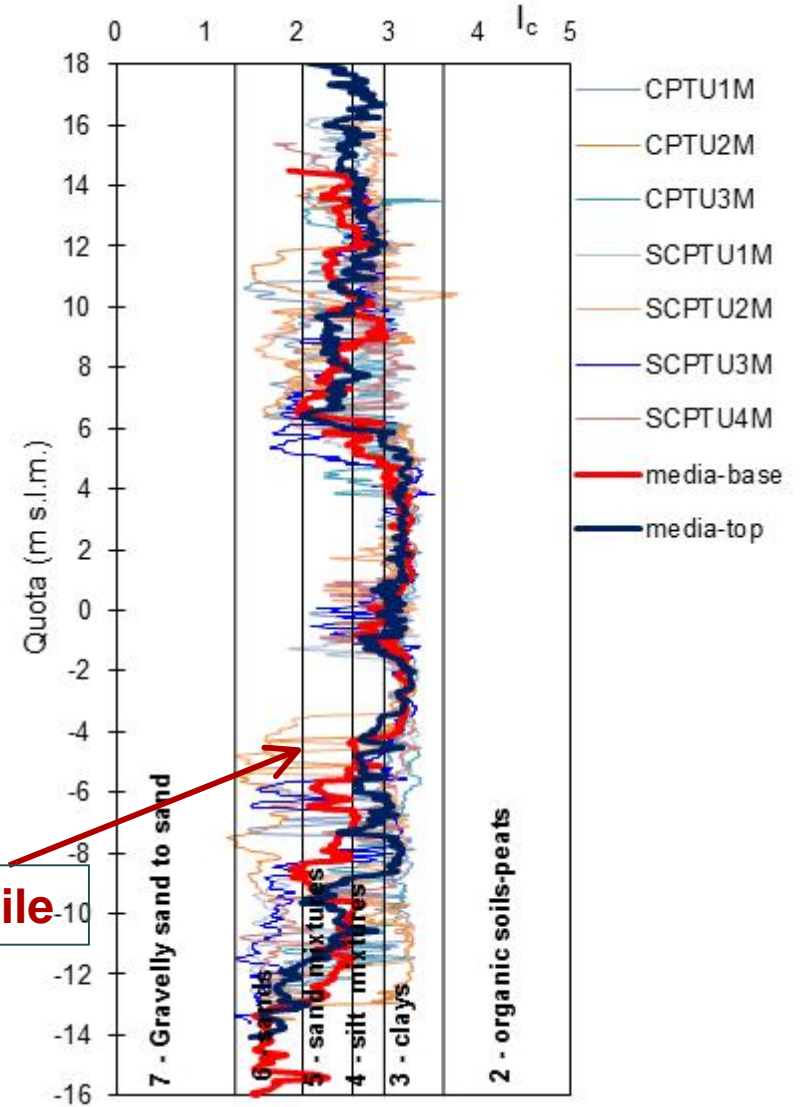 0 1 2 3 Ic 4 5
18
16
14
12
10
8
6
4
2
0
-2
-4
-6
-8
-10
-12
-14
-16
Quota (m s.l.m.)
7 - Gravelly sand to sand
6 - sands
5 - sand mixtures
4 - silt mixtures
3 - clays
2 - organic soils-peats
CPTU1M
CPTU2M
CPTU3M
SCPTU1M
SCPTU2M
SCPTU3M
SCPTU4M
media-base
media-top
ile